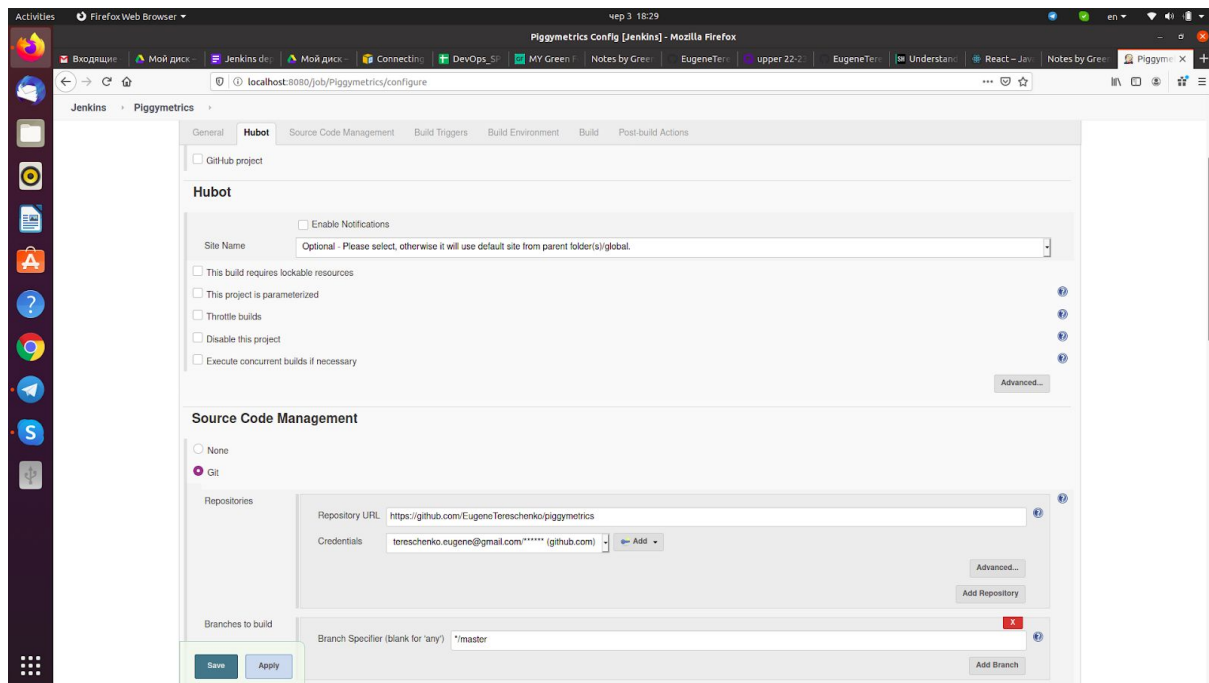 Activities Firefox Web Browser чер 3 18:29 en
Piggymetrics Config [Jenkins] - Mozilla Firefox
Входящие Мой диск - Jenkins dep Мой диск - Connecting DevOps_SP MY Green Notes by Green EugeneTere upper 22-23 EugeneTere Understand React – Jav Notes by Green Piggyme
localhost:8080/job/Piggymetrics/configure
Jenkins Piggymetrics
General Hubot Source Code Management Build Triggers Build Environment Build Post-build Actions
GitHub project
Hubot
Enable Notifications
Site Name Optional - Please select, otherwise it will use default site from parent folder(s)/global.
This build requires lockable resources
This project is parameterized
Throttle builds
Disable this project
Execute concurrent builds if necessary
Advanced...
Source Code Management
None
Git
Repositories
Repository URL https://github.com/EugeneTereschenko/piggymetrics
Credentials tereschenko.eugene@gmail.com/****** (github.com) Add
Advanced...
Add Repository
Branches to build X
Branch Specifier (blank for 'any') */master
Save Apply Add Branch